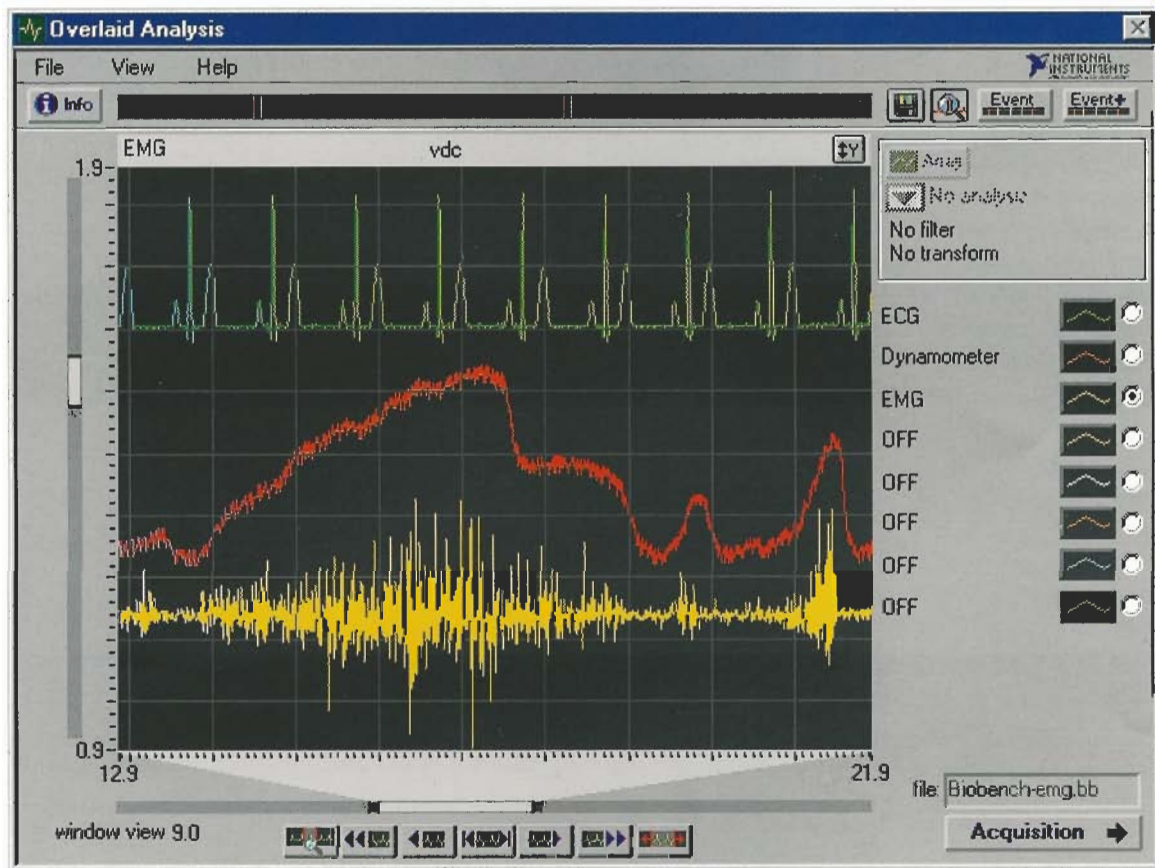 Overlaid Analysis
File View Help
NATIONAL INSTRUMENTS
Info
Event Event+
EMG vdc
Y
1.9
0.9
12.9 21.9
No analysis
No filter
No transform
ECG
Dynamometer
EMG
OFF
OFF
OFF
OFF
OFF
file: Biobench-emg.bb
window view 9.0
Acquisition